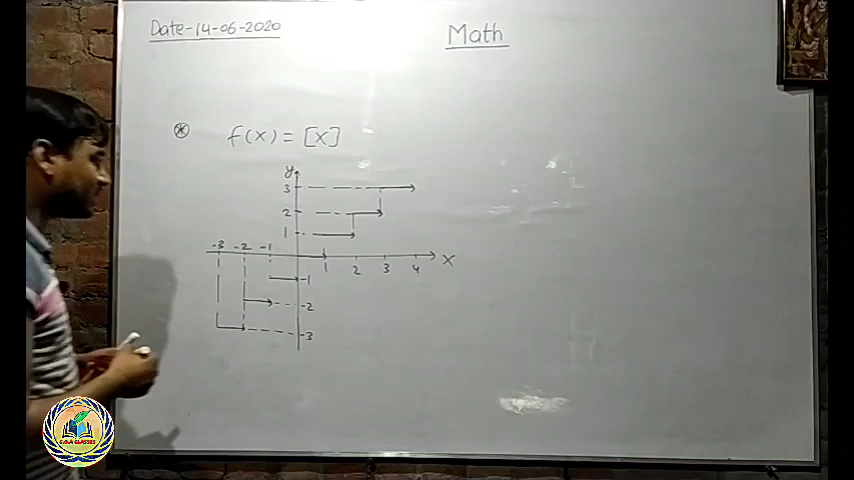 Date-14-06-2020
Math
* f(x) = [x]
y
3
2
1
-3 -2 -1
1 2 3 4 X
-1
-2
-3